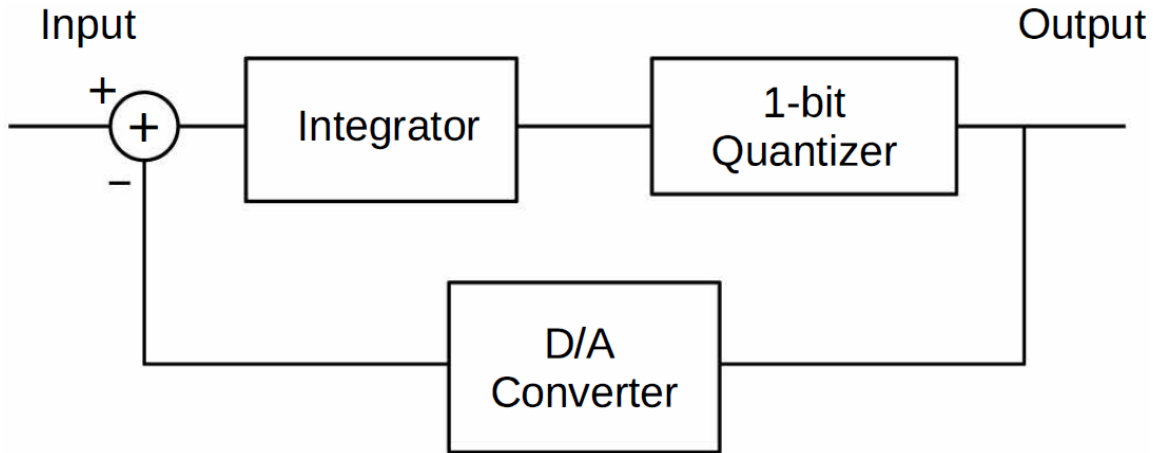 Input
Output
+
+
−
Integrator
1-bit
Quantizer
D/A
Converter